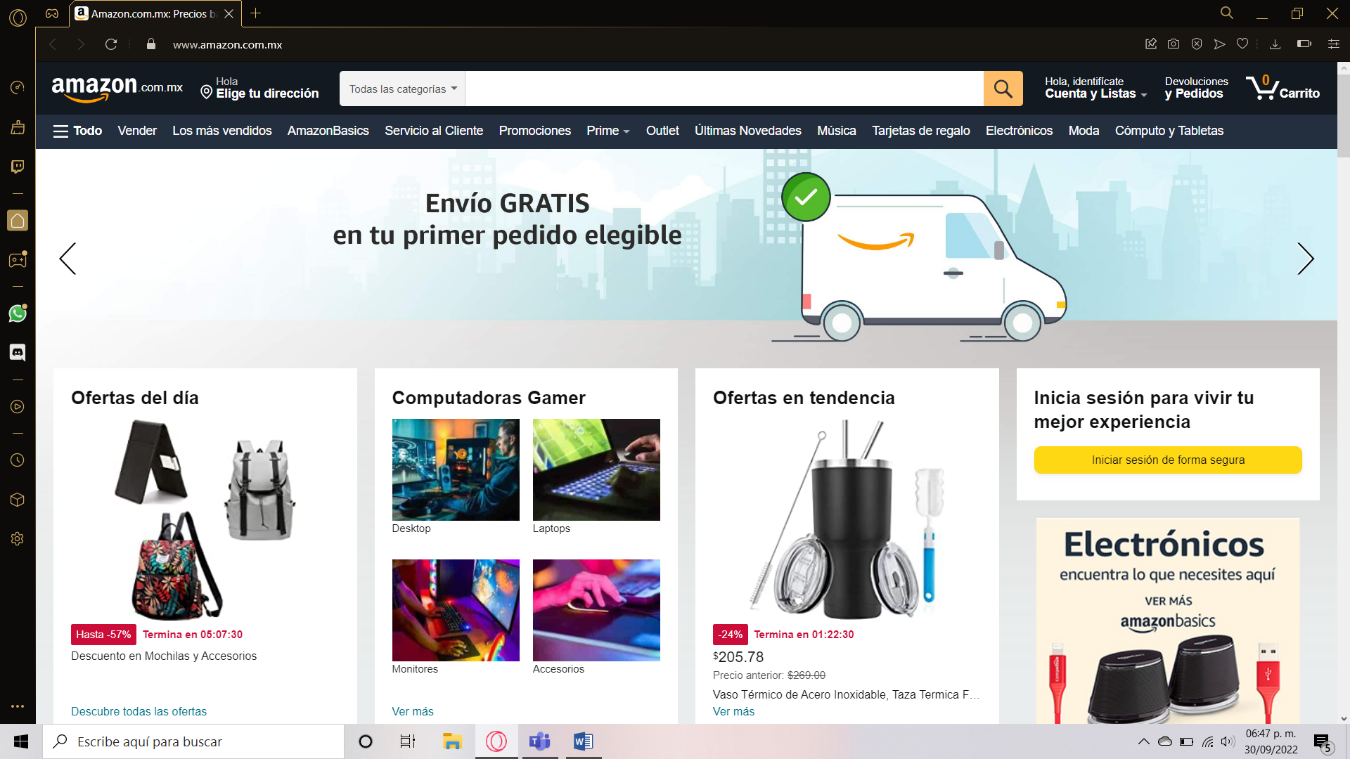 Amazon.com.mx: Precios b
www.amazon.com.mx
amazon.com.mx
Hola
Elige tu dirección
Todas las categorías
Hola, identifícate
Cuenta y Listas
Devoluciones
y Pedidos
0
Carrito
Todo Vender Los más vendidos AmazonBasics Servicio al Cliente Promociones Prime Outlet Últimas Novedades Música Tarjetas de regalo Electrónicos Moda Cómputo y Tabletas
Envío GRATIS
en tu primer pedido elegible
Ofertas del día
Hasta -57% Termina en 05:07:30
Descuento en Mochilas y Accesorios
Descubre todas las ofertas
Computadoras Gamer
Desktop Laptops
Monitores Accesorios
Ver más
Ofertas en tendencia
-24% Termina en 01:22:30
$205.78
Precio anterior: $269.00
Vaso Térmico de Acero Inoxidable, Taza Termica F…
Ver más
Inicia sesión para vivir tu
mejor experiencia
Iniciar sesión de forma segura
Electrónicos
encuentra lo que necesites aquí
VER MÁS
amazonbasics
Escribe aquí para buscar
06:47 p. m.
30/09/2022
5